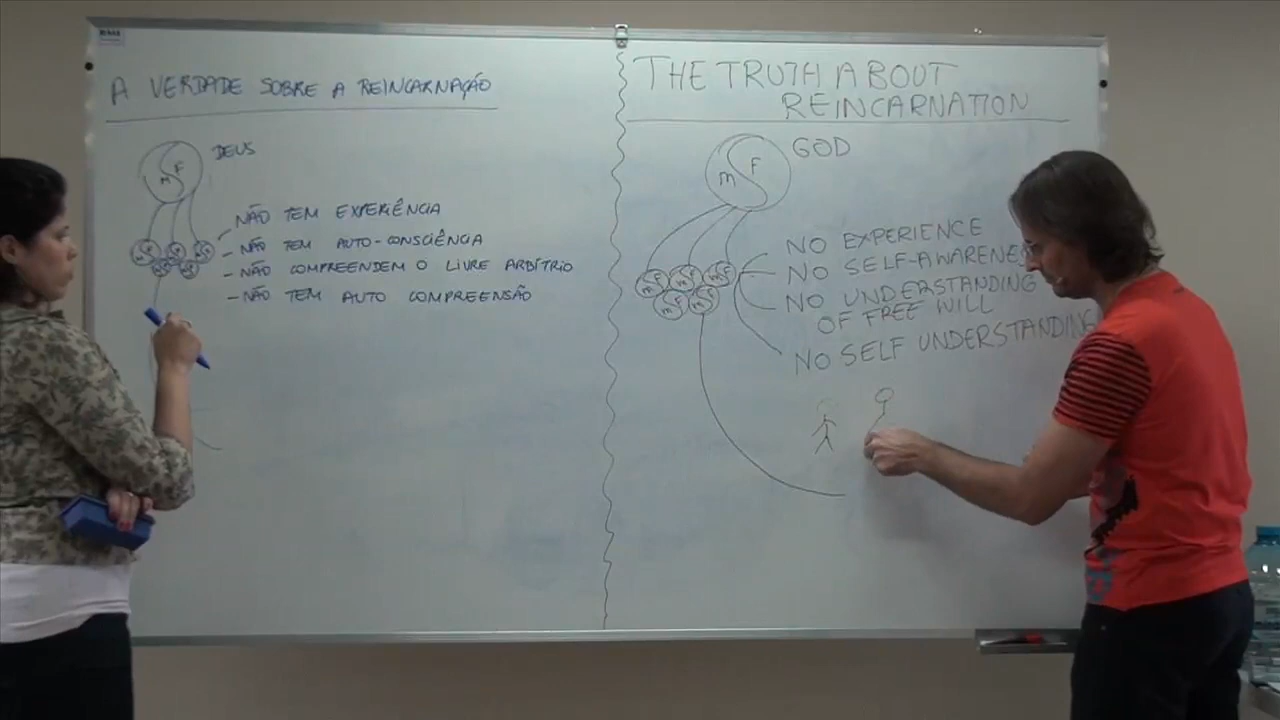 A VERDADE SOBRE A REINCARNAÇÃO
M F
DEUS
NÃO TEM EXPERIÊNCIA
- NÃO TEM AUTO-CONSCIÊNCIA
- NÃO COMPREENDEM O LIVRE ARBÍTRIO
- NÃO TEM AUTO COMPREENSÃO
THE TRUTH ABOUT
REINCARNATION
M F
GOD
NO EXPERIENCE
NO SELF-AWARENE
NO UNDERSTANDING
OF FREE WILL
NO SELF UNDERSTANDING
M F
M F
M F
M F
M F